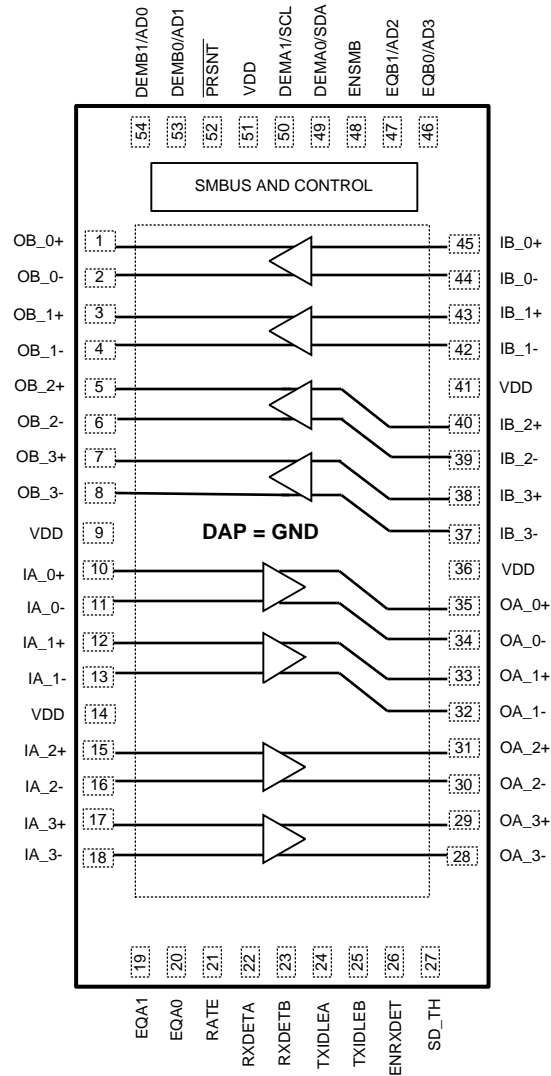 DEMB1/AD0
DEMB0/AD1
PRSNT
VDD
DEMA1/SCL
DEMA0/SDA
ENSMB
EQB1/AD2
EQB0/AD3
54
53
52
51
50
49
48
47
46
SMBUS AND CONTROL
OB_0+ 1 45 IB_0+
OB_0- 2 44 IB_0-
OB_1+ 3 43 IB_1+
OB_1- 4 42 IB_1-
OB_2+ 5 41 VDD
OB_2- 6 40 IB_2+
OB_3+ 7 39 IB_2-
OB_3- 8 38 IB_3+
VDD 9 DAP = GND 37 IB_3-
IA_0+ 10 36 VDD
IA_0- 11 35 OA_0+
IA_1+ 12 34 OA_0-
IA_1- 13 33 OA_1+
VDD 14 32 OA_1-
IA_2+ 15 31 OA_2+
IA_2- 16 30 OA_2-
IA_3+ 17 29 OA_3+
IA_3- 18 28 OA_3-
19
20
21
22
23
24
25
26
27
EQA1
EQA0
RATE
RXDETA
RXDETB
TXIDLEA
TXIDLEB
ENRXDET
SD_TH